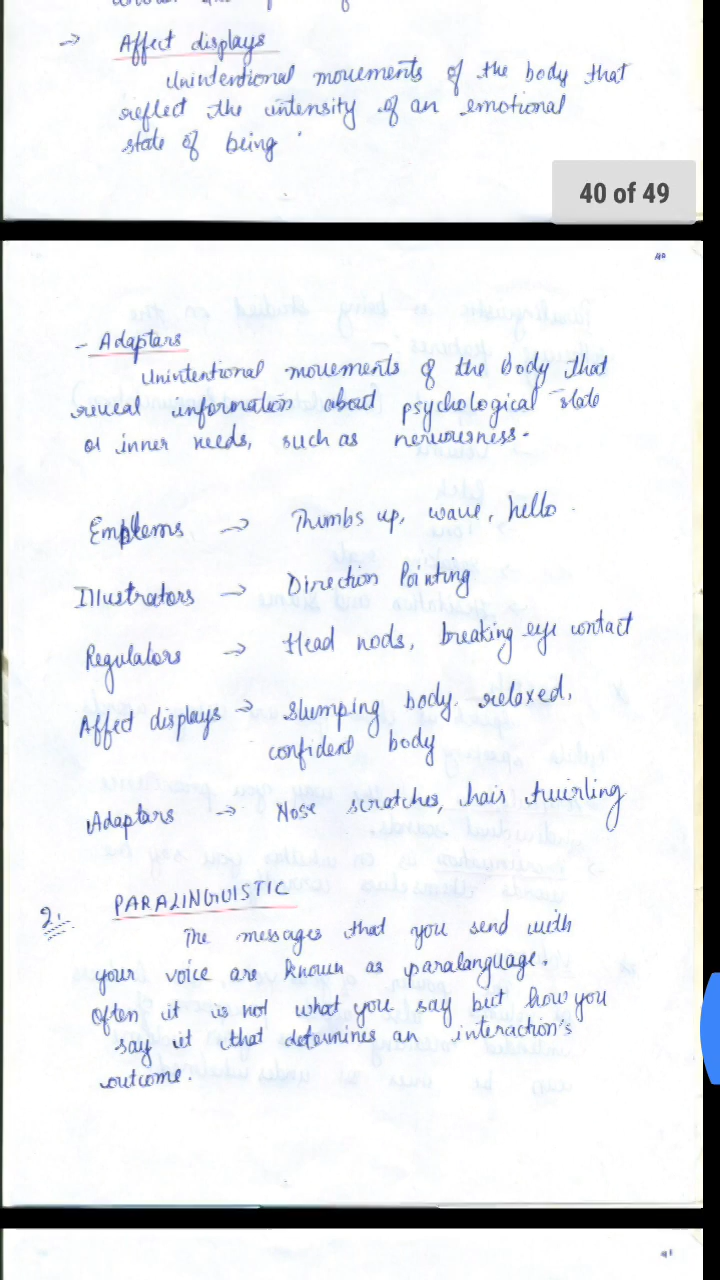 → Affect displays
Unintentional movements of the body that
reflect the intensity of an emotional
state of being.
40 of 49
40
- Adaptars
Unintentional movements of the body that
reveal information about psychological state
or inner needs, such as nervousness.
Emblems → Thumbs up, wave, hello.
Illustrators → Direction Pointing
Regulators → Head nods, breaking eye contact
Affect displays → slumping body. relaxed,
confident body
Adaptars → Nose scratches, hair twirling
2. PARALINGUISTIC
The messages that you send with
your voice are known as paralanguage.
Often it is not what you say but how you
say it that determines an interaction's
outcome.
41